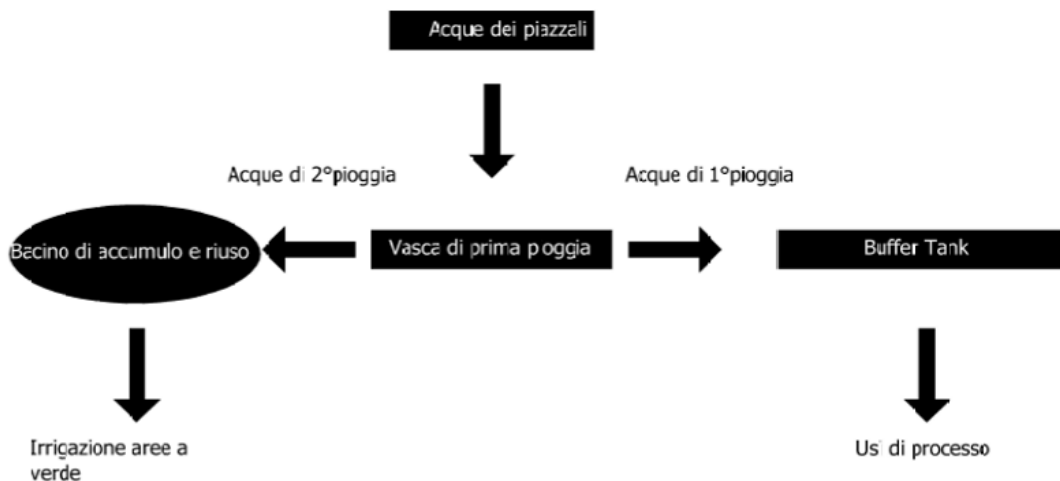 Acque dei piazzali
Acque di 2°pioggia
Acque di 1°pioggia
Bacino di accumulo e riuso
Vasca di prima pioggia
Buffer Tank
Irrigazione aree a
verde
Usi di processo